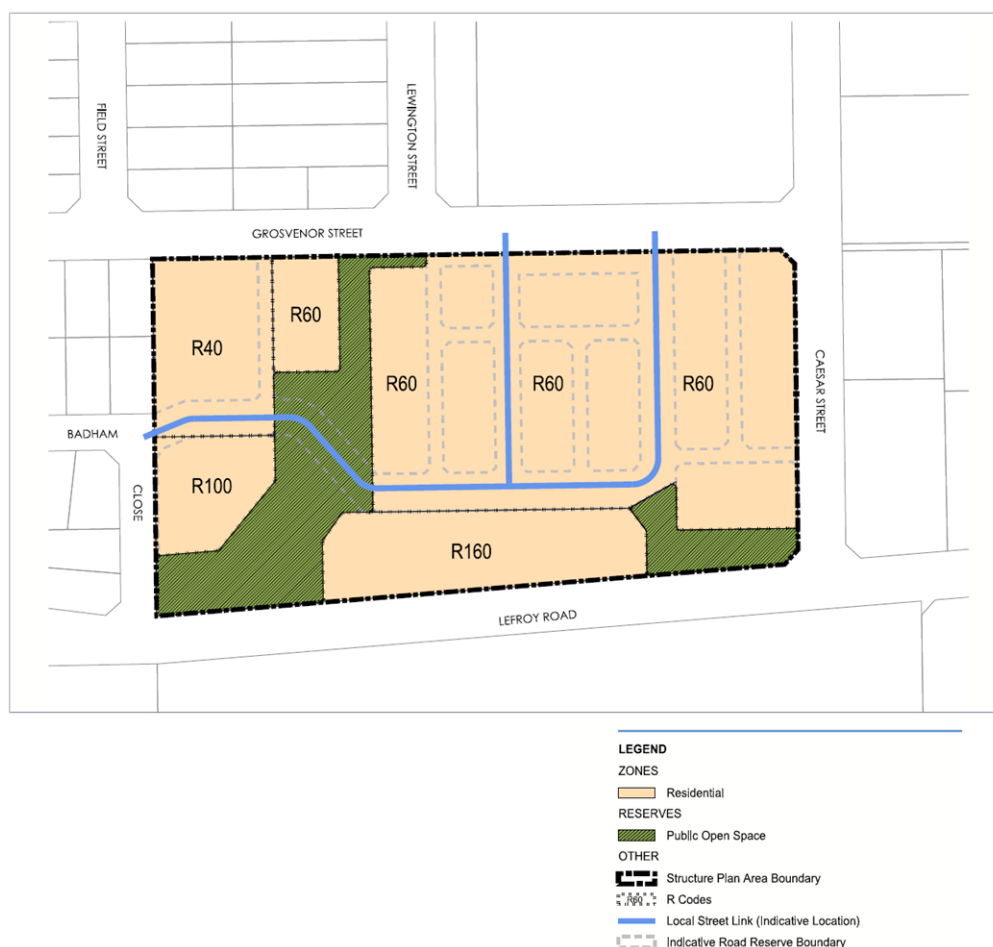 FIELD STREET
LEWINGTON STREET
GROSVENOR STREET
R40
R60
R60
R60
R60
CAESAR STREET
BADHAM
CLOSE
R100
R160
LEFROY ROAD
LEGEND
ZONES
Residential
RESERVES
Public Open Space
OTHER
Structure Plan Area Boundary
R60 R Codes
Local Street Link (Indicative Location)
Indicative Road Reserve Boundary